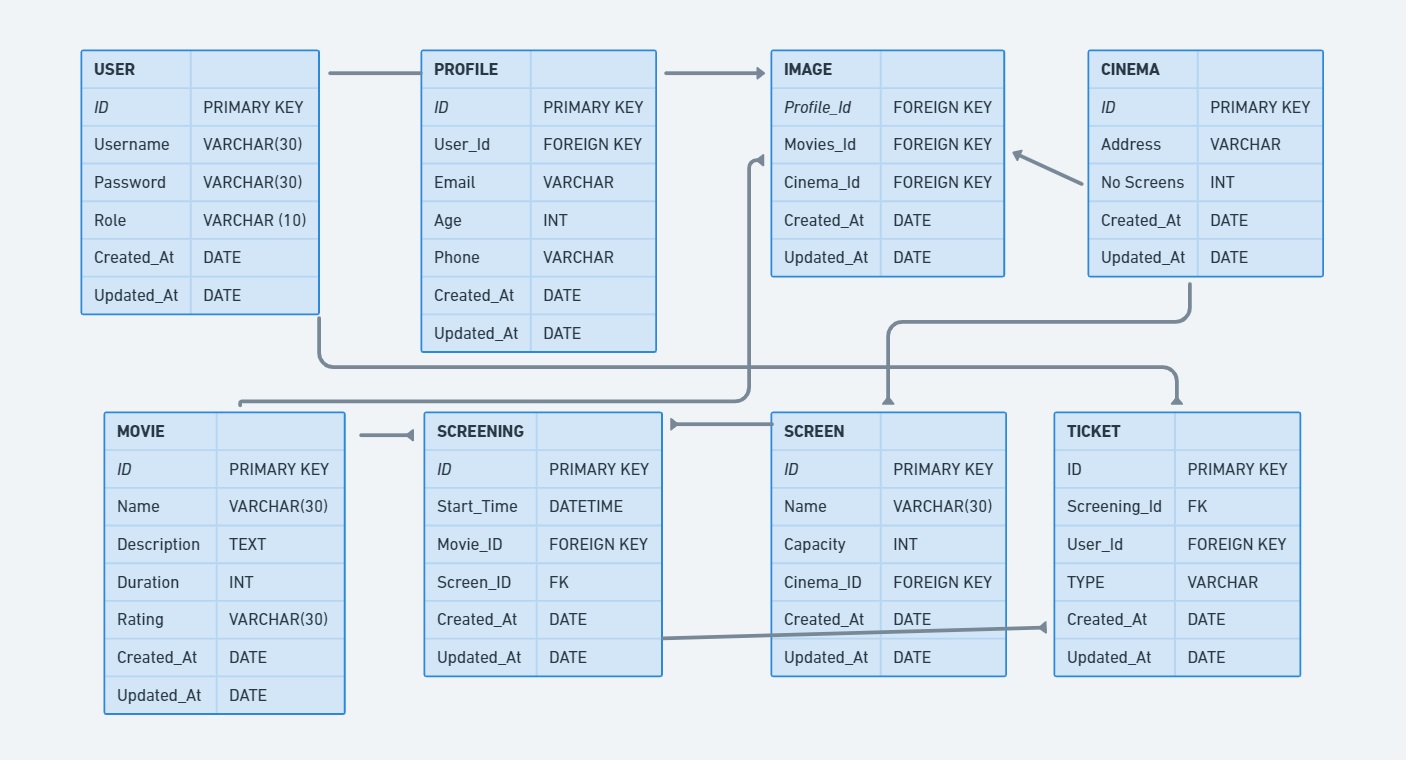 USER
ID PRIMARY KEY
Username VARCHAR(30)
Password VARCHAR(30)
Role VARCHAR (10)
Created_At DATE
Updated_At DATE
PROFILE
ID PRIMARY KEY
User_Id FOREIGN KEY
Email VARCHAR
Age INT
Phone VARCHAR
Created_At DATE
Updated_At DATE
IMAGE
Profile_Id FOREIGN KEY
Movies_Id FOREIGN KEY
Cinema_Id FOREIGN KEY
Created_At DATE
Updated_At DATE
CINEMA
ID PRIMARY KEY
Address VARCHAR
No Screens INT
Created_At DATE
Updated_At DATE
MOVIE
ID PRIMARY KEY
Name VARCHAR(30)
Description TEXT
Duration INT
Rating VARCHAR(30)
Created_At DATE
Updated_At DATE
SCREENING
ID PRIMARY KEY
Start_Time DATETIME
Movie_ID FOREIGN KEY
Screen_ID FK
Created_At DATE
Updated_At DATE
SCREEN
ID PRIMARY KEY
Name VARCHAR(30)
Capacity INT
Cinema_ID FOREIGN KEY
Created_At DATE
Updated_At DATE
TICKET
ID PRIMARY KEY
Screening_Id FK
User_Id FOREIGN KEY
TYPE VARCHAR
Created_At DATE
Updated_At DATE